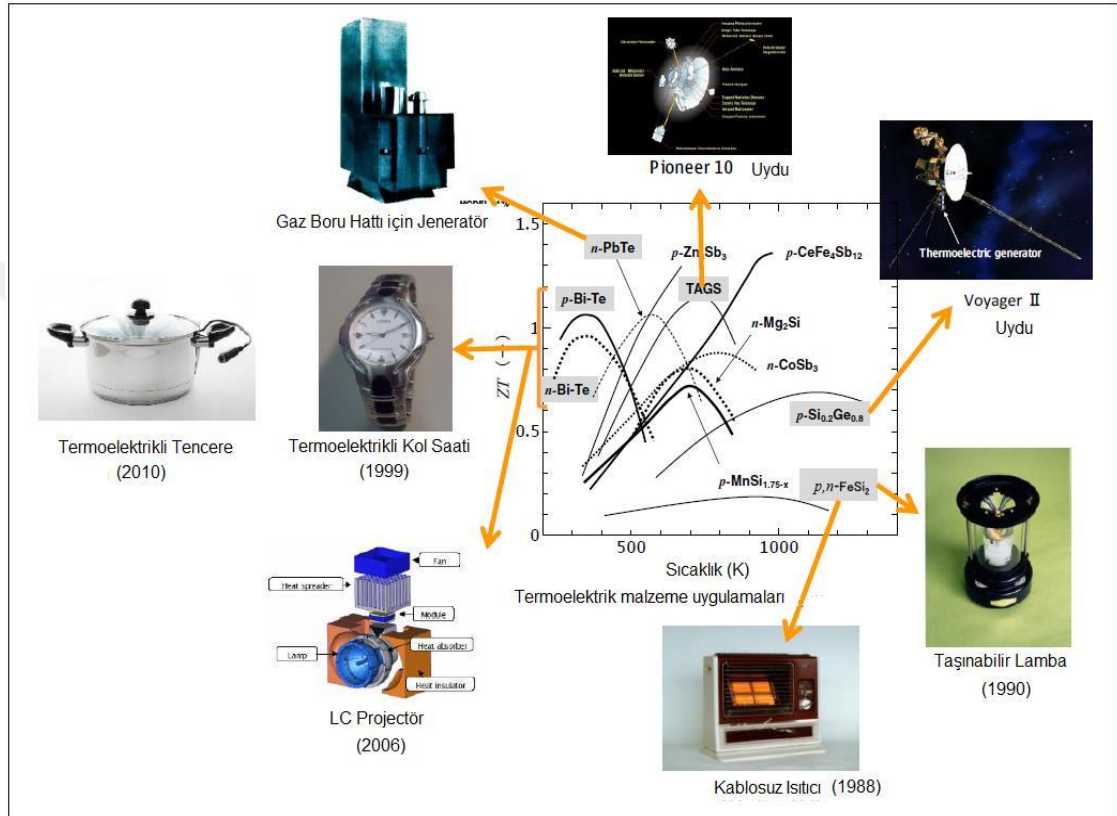 Pioneer 10 Uydu
Gaz Boru Hattı için Jeneratör
Thermoelectric generator
Voyager II
Uydu
Termoelektrikli Tencere
(2010)
Termoelektrikli Kol Saati
(1999)
1.5
1
0.5
0
ZT (–)
n-PbTe
p-Zn4Sb3
p-CeFe4Sb12
TAGS
p-Bi-Te
n-Mg2Si
n-CoSb3
n-Bi-Te
p-Si0.2Ge0.8
p-MnSi1.75-x
p,n-FeSi2
500
1000
Sıcaklık (K)
Termoelektrik malzeme uygulamaları
Fan
Heat spreader
Module
Heat absorber
Lamp
Heat insulator
LC Projectör
(2006)
Taşınabilir Lamba
(1990)
Kablosuz Isıtıcı (1988)